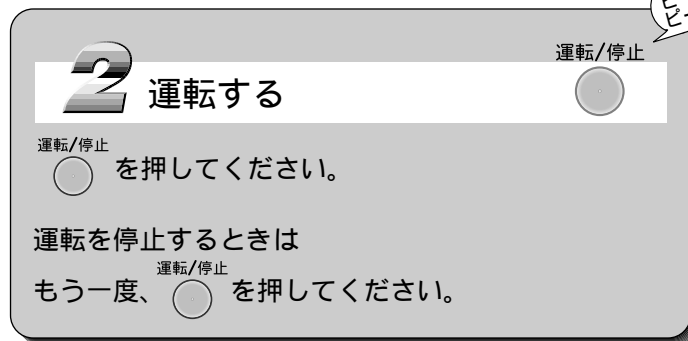 運転/停止
2 運転する
運転/停止
を押してください。
運転を停止するときは
運転/停止
もう一度、 を押してください。